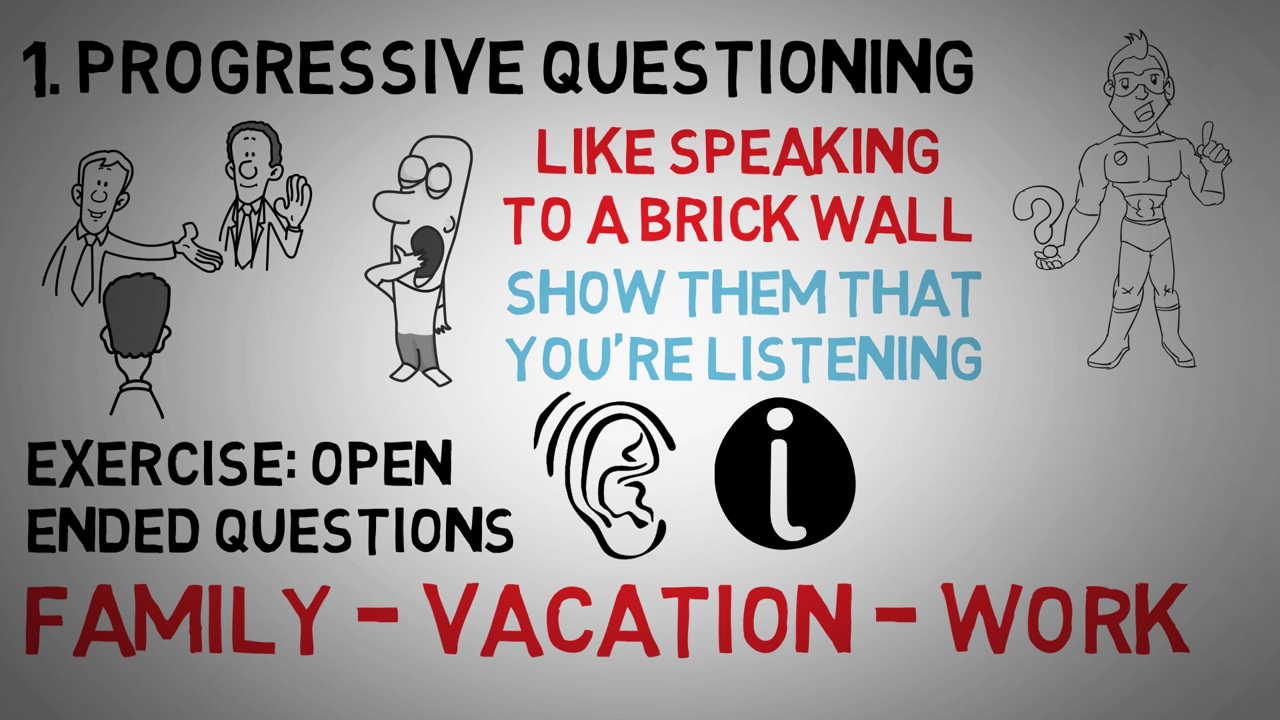 1. PROGRESSIVE QUESTIONING
LIKE SPEAKING
TO A BRICK WALL
SHOW THEM THAT
YOU'RE LISTENING
EXERCISE: OPEN
ENDED QUESTIONS
i
FAMILY - VACATION - WORK